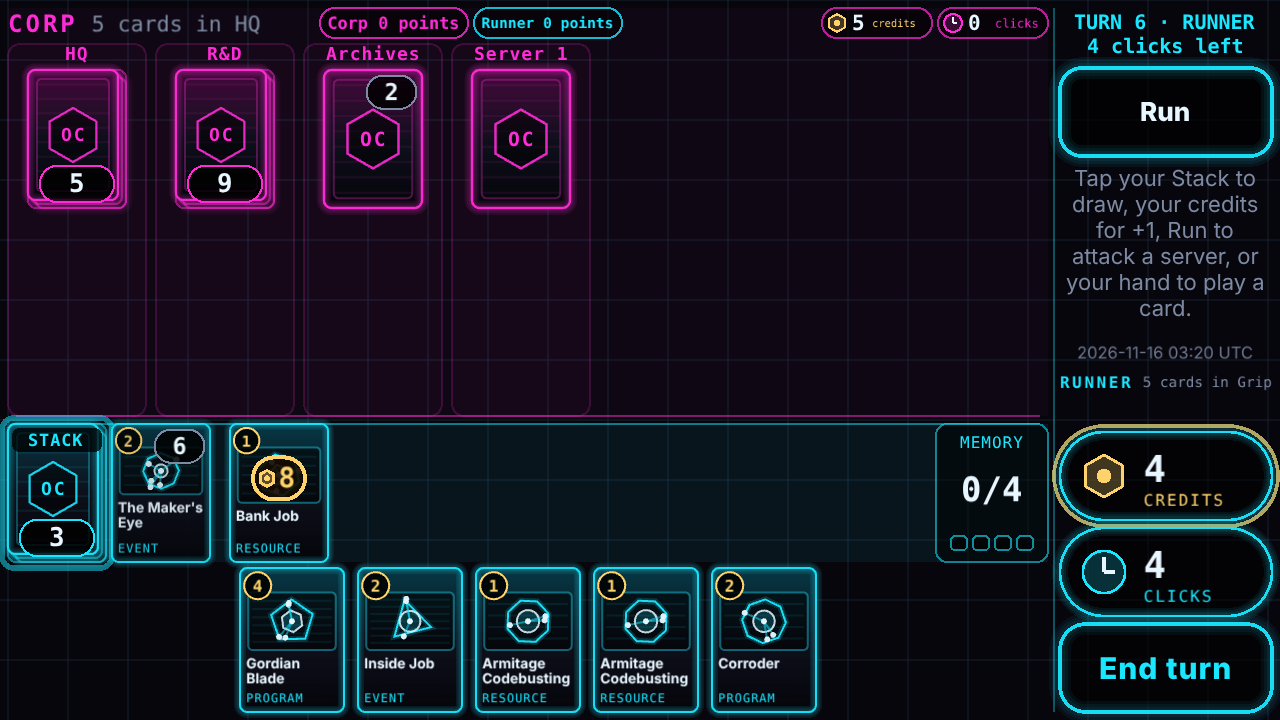 CORP 5 cards in HQ
Corp 0 points
Runner 0 points
5 credits
0 clicks
HQ
R&D
Archives
Server 1
OC
5
OC
9
2
OC
OC
TURN 6 · RUNNER
4 clicks left
Run
Tap your Stack to
draw, your credits
for +1, Run to
attack a server, or
your hand to play a
card.
2026-11-16 03:20 UTC
RUNNER 5 cards in Grip
STACK
OC
3
2
6
The Maker's
Eye
EVENT
1
8
Bank Job
RESOURCE
MEMORY
0/4
4
CREDITS
4
CLICKS
End turn
4
Gordian
Blade
PROGRAM
2
Inside Job
EVENT
1
Armitage
Codebusting
RESOURCE
1
Armitage
Codebusting
RESOURCE
2
Corroder
PROGRAM